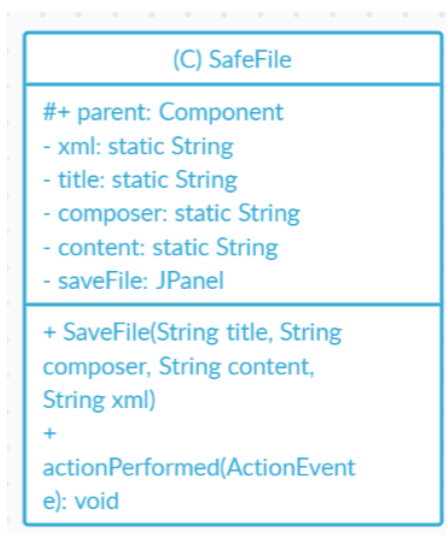 (C) SafeFile
#+ parent: Component
- xml: static String
- title: static String
- composer: static String
- content: static String
- saveFile: JPanel
+ SaveFile(String title, String
composer, String content,
String xml)
+
actionPerformed(ActionEvent
e): void